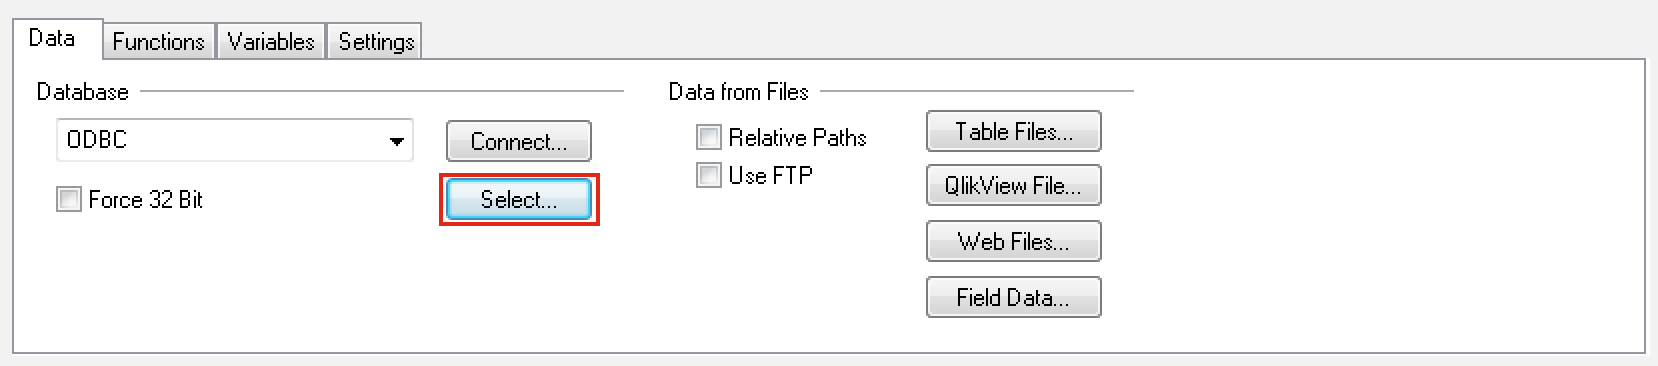 Data
Functions
Variables
Settings
Database
ODBC
Connect...
Force 32 Bit
Select...
Data from Files
Relative Paths
Use FTP
Table Files...
QlikView File...
Web Files...
Field Data...